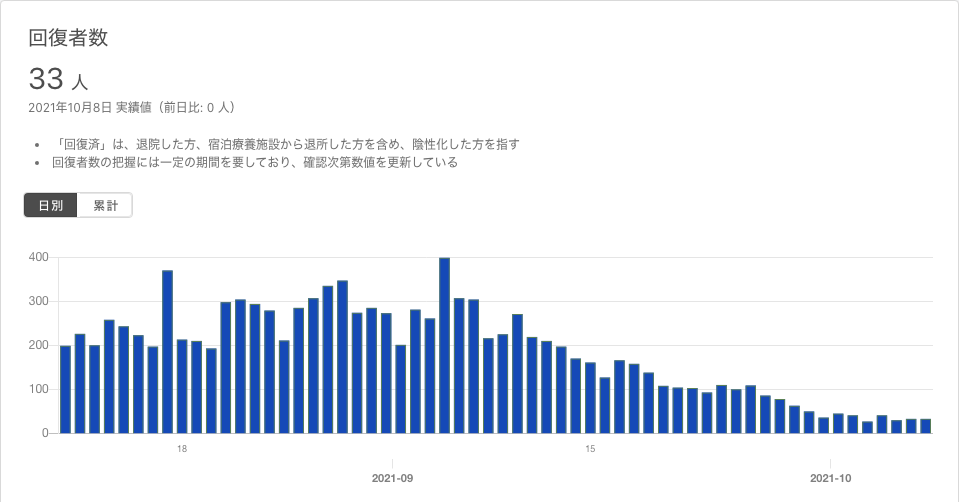 回復者数
33 人
2021年10月8日 実績値（前日比: 0 人）
• 「回復済」は、退院した方、宿泊療養施設から退所した方を含め、陰性化した方を指す
• 回復者数の把握には一定の期間を要しており、確認次第数値を更新している
日別 累計
400
300
200
100
0
18 15
2021-09 2021-10